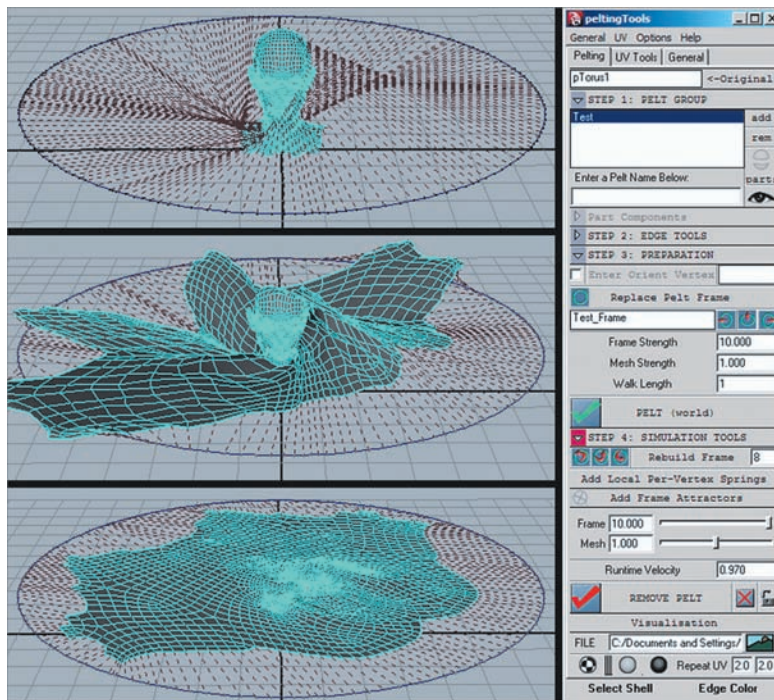 peltingTools
General UV Options Help
Pelting UV Tools General
pTorus1 <-Original
STEP 1: PELT GROUP
Test add
rem
Enter a Pelt Name Below: parts
Part Components
STEP 2: EDGE TOOLS
STEP 3: PREPARATION
Enter Orient Vertex
Replace Pelt Frame
Test_Frame
Frame Strength 10.000
Mesh Strength 1.000
Walk Length 1
PELT (world)
STEP 4: SIMULATION TOOLS
Rebuild Frame 8
Add Local Per-Vertex Springs
Add Frame Attractors
Frame 10.000
Mesh 1.000
Runtime Velocity 0.970
REMOVE PELT
Visualisation
FILE C:/Documents and Settings/
Repeat UV 2.0 2.0
Select Shell Edge Color